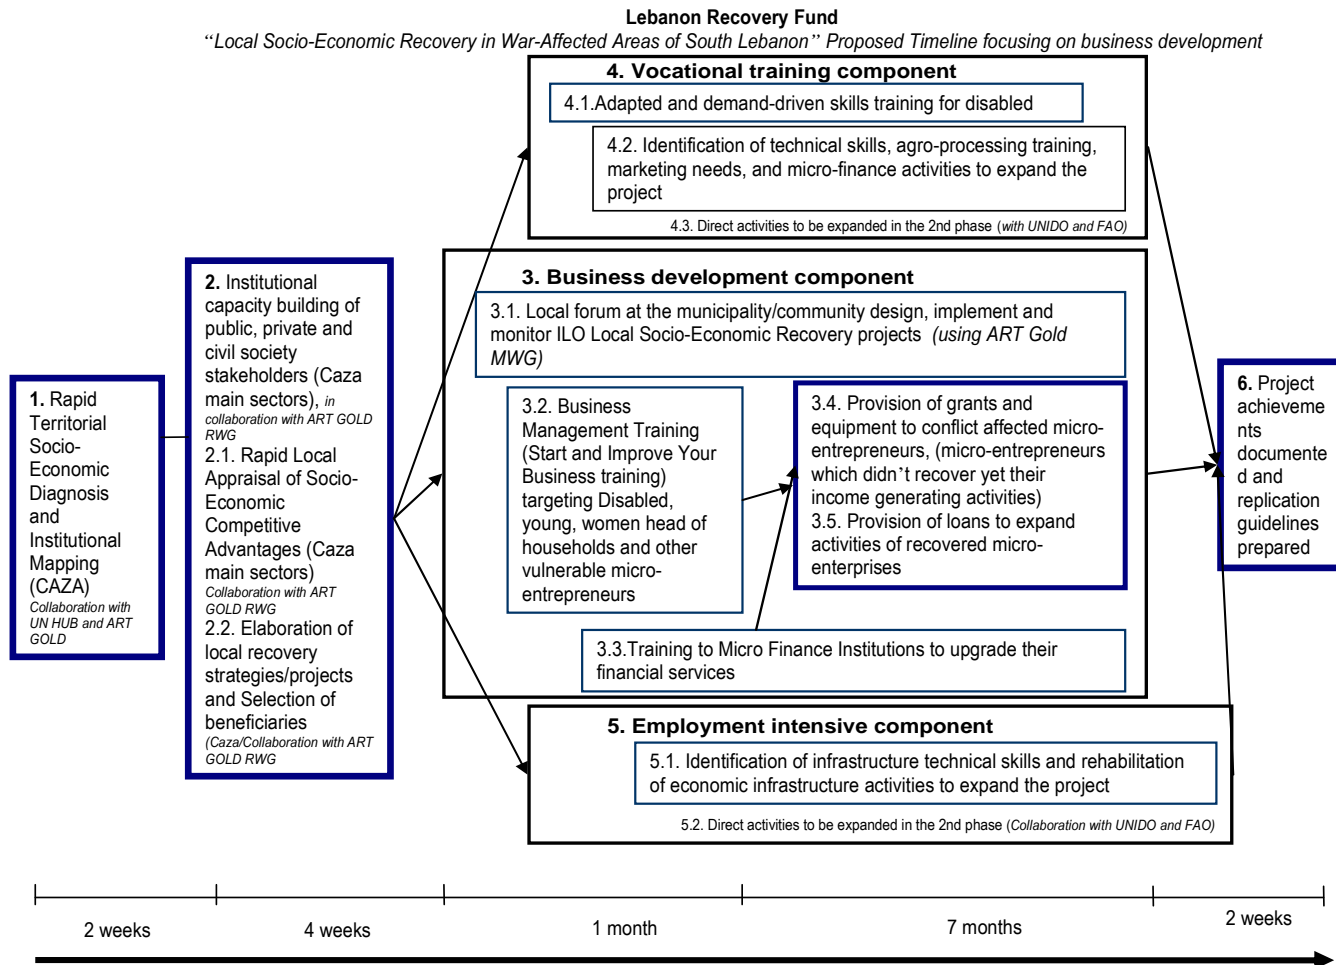 Lebanon Recovery Fund
“Local Socio-Economic Recovery in War-Affected Areas of South Lebanon” Proposed Timeline focusing on business development
4. Vocational training component
4.1.Adapted and demand-driven skills training for disabled
4.2. Identification of technical skills, agro-processing training,
marketing needs, and micro-finance activities to expand the
project
4.3. Direct activities to be expanded in the 2nd phase (with UNIDO and FAO)
1. Rapid
Territorial
Socio-
Economic
Diagnosis
and
Institutional
Mapping
(CAZA)
Collaboration with
UN HUB and ART
GOLD
2. Institutional
capacity building of
public, private and
civil society
stakeholders (Caza
main sectors), in
collaboration with ART GOLD
RWG
2.1. Rapid Local
Appraisal of Socio-
Economic
Competitive
Advantages (Caza
main sectors)
Collaboration with ART
GOLD RWG
2.2. Elaboration of
local recovery
strategies/projects
and Selection of
beneficiaries
(Caza/Collaboration with ART
GOLD RWG
3. Business development component
3.1. Local forum at the municipality/community design, implement and
monitor ILO Local Socio-Economic Recovery projects (using ART Gold
MWG)
3.2. Business
Management Training
(Start and Improve Your
Business training)
targeting Disabled,
young, women head of
households and other
vulnerable micro-
entrepreneurs
3.4. Provision of grants and
equipment to conflict affected micro-
entrepreneurs, (micro-entrepreneurs
which didn’t recover yet their
income generating activities)
3.5. Provision of loans to expand
activities of recovered micro-
enterprises
3.3.Training to Micro Finance Institutions to upgrade their
financial services
5. Employment intensive component
5.1. Identification of infrastructure technical skills and rehabilitation
of economic infrastructure activities to expand the project
5.2. Direct activities to be expanded in the 2nd phase (Collaboration with UNIDO and FAO)
6. Project
achieveme
nts
documente
d and
replication
guidelines
prepared
2 weeks
4 weeks
1 month
7 months
2 weeks